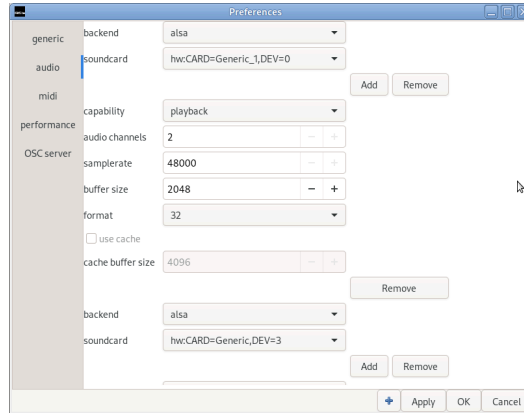 Preferences
generic
audio
midi
performance
OSC server
backend alsa
soundcard hw:CARD=Generic_1,DEV=0
Add Remove
capability playback
audio channels 2
samplerate 48000
buffer size 2048
format 32
use cache
cache buffer size 4096
Remove
backend alsa
soundcard hw:CARD=Generic,DEV=3
Add Remove
Apply OK Cancel